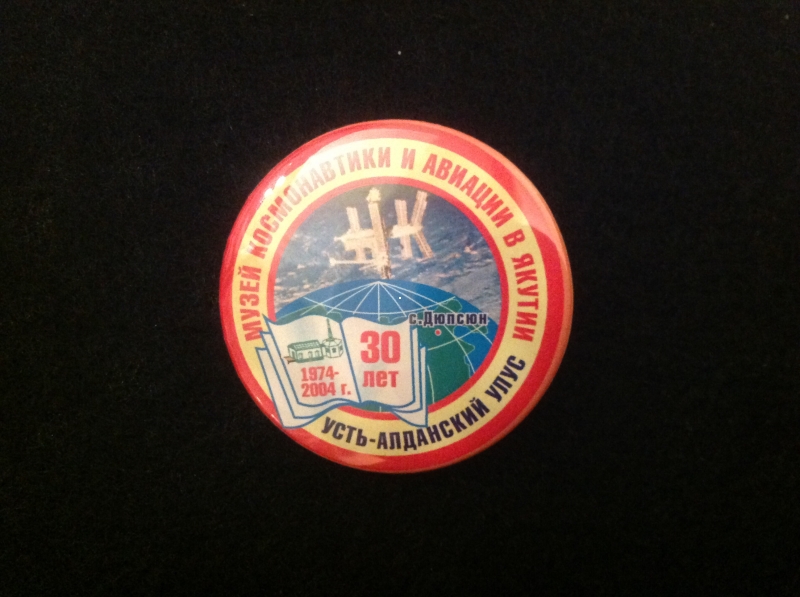 МУЗЕЙ КОСМОНАВТИКИ И АВИАЦИИ В ЯКУТИИ
с.Дюпсюн
30
лет
1974-
2004 г.
УСТЬ-АЛДАНСКИЙ УЛУС